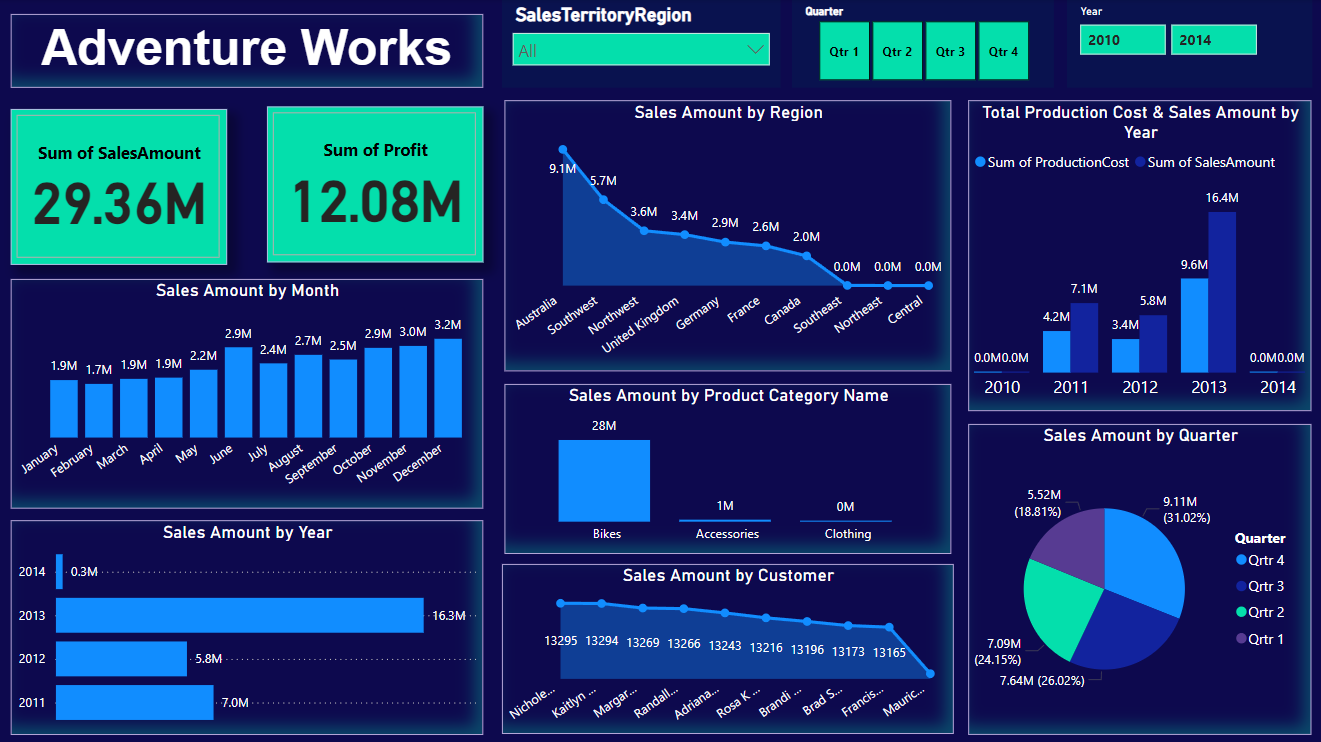 Adventure Works
SalesTerritoryRegion
All
Quarter
Qtr 1
Qtr 2
Qtr 3
Qtr 4
Year
2010
2014
Sum of SalesAmount
29.36M
Sum of Profit
12.08M
Sales Amount by Region
9.1M
5.7M
3.6M
3.4M
2.9M
2.6M
2.0M
0.0M
0.0M
0.0M
Australia
Southwest
Northwest
United Kingdom
Germany
France
Canada
Southeast
Northeast
Central
Total Production Cost & Sales Amount by
Year
Sum of ProductionCost
Sum of SalesAmount
0.0M
0.0M
4.2M
7.1M
3.4M
5.8M
9.6M
16.4M
0.0M
0.0M
2010
2011
2012
2013
2014
Sales Amount by Month
1.9M
1.7M
1.9M
1.9M
2.2M
2.9M
2.4M
2.7M
2.5M
2.9M
3.0M
3.2M
January
February
March
April
May
June
July
August
September
October
November
December
Sales Amount by Product Category Name
28M
1M
0M
Bikes
Accessories
Clothing
Sales Amount by Quarter
5.52M
(18.81%)
9.11M
(31.02%)
7.09M
(24.15%)
7.64M (26.02%)
Quarter
Qrtr 4
Qrtr 3
Qrtr 2
Qrtr 1
Sales Amount by Year
2014
0.3M
2013
16.3M
2012
5.8M
2011
7.0M
Sales Amount by Customer
13295
13294
13269
13266
13243
13216
13196
13173
13165
Nichole...
Kaitlyn ...
Margar...
Randall...
Adriana...
Rosa K ...
Brandi ...
Brad S...
Francis...
Mauric...